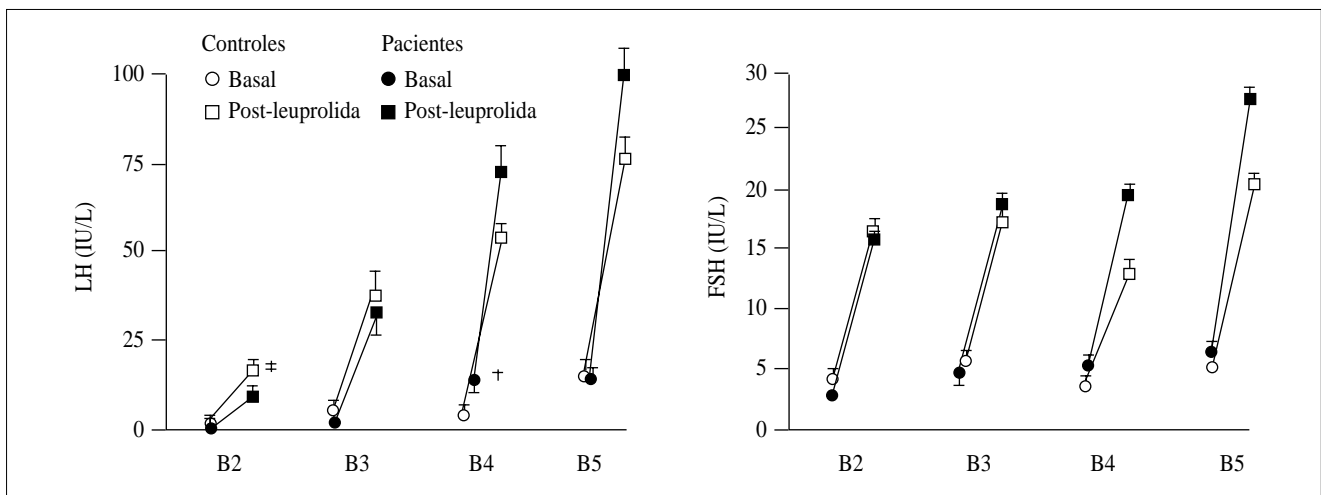 Controles Pacientes
○ Basal ● Basal
□ Post-leuprolida ■ Post-leuprolida
LH (IU/L)
100
75
50
25
0
‡
†
B2 B3 B4 B5
FSH (IU/L)
30
25
20
15
10
5
0
B2 B3 B4 B5